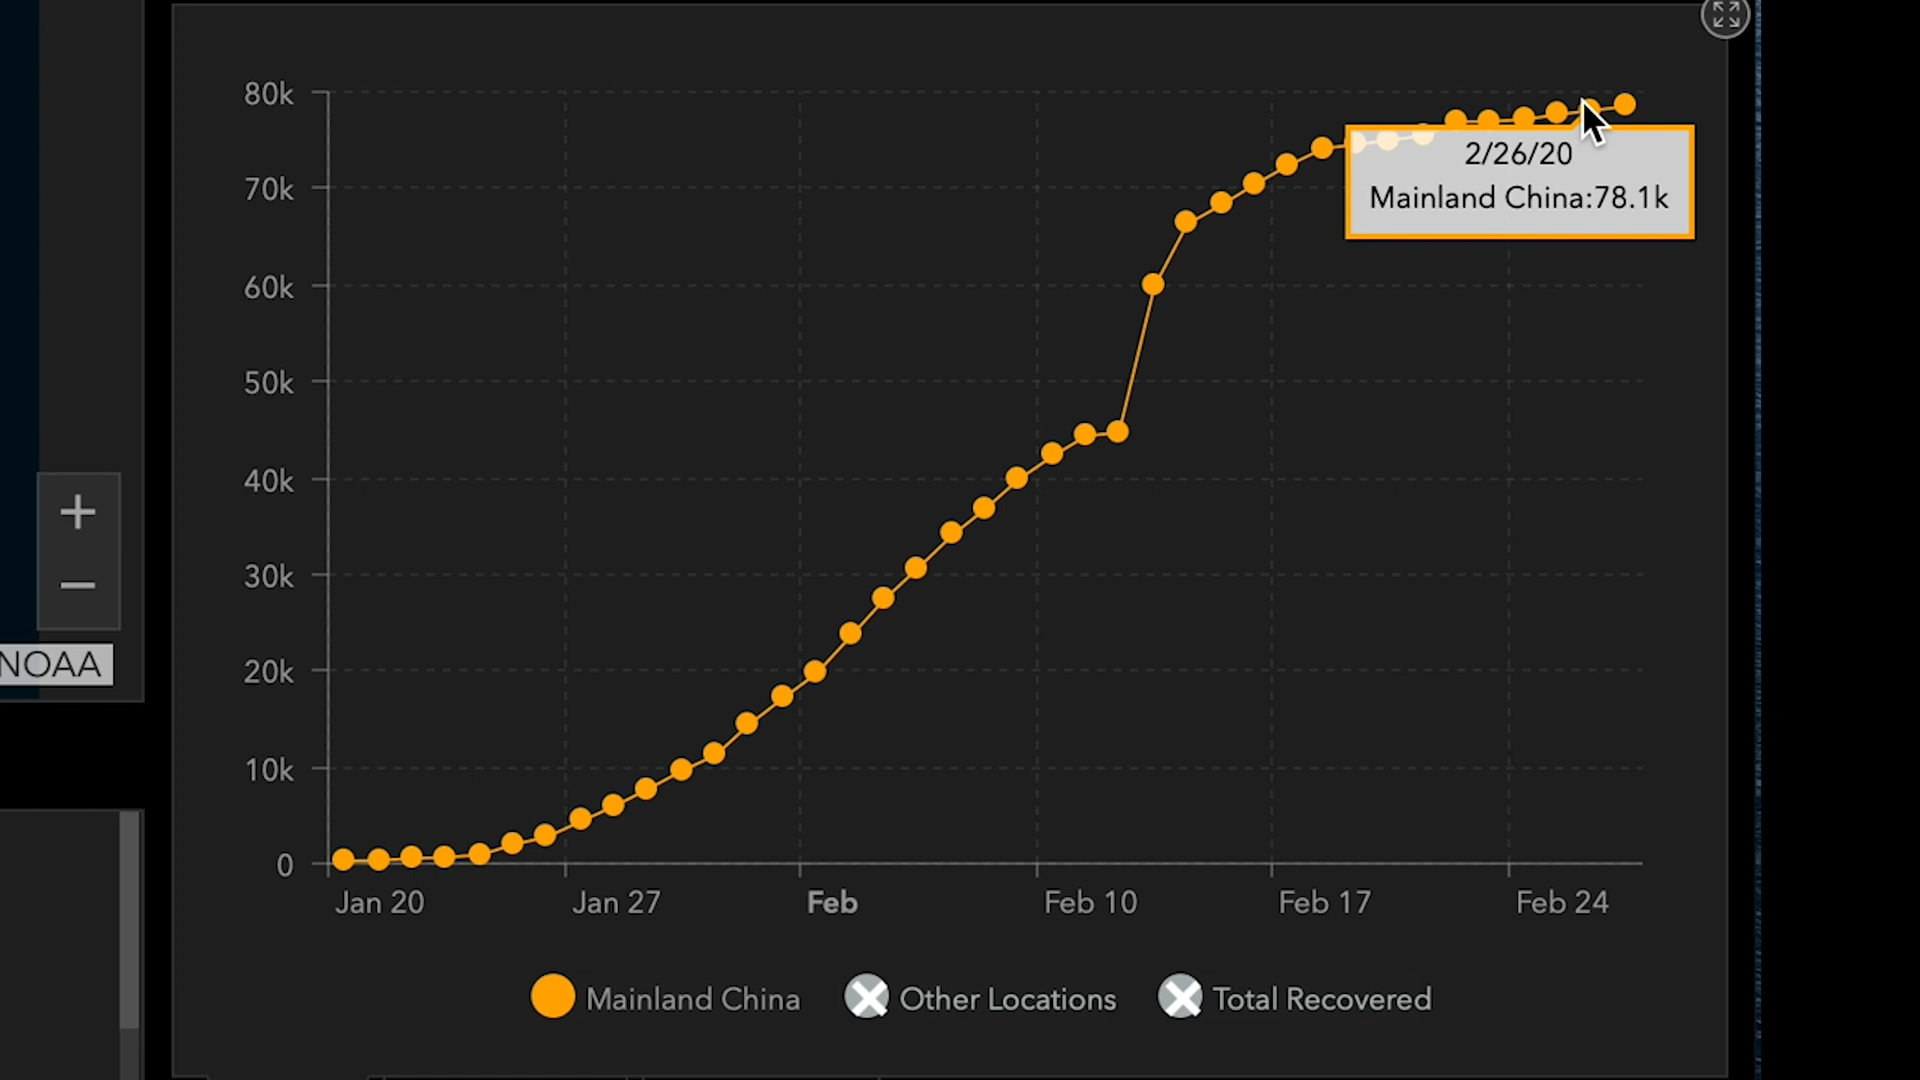 80k
70k
60k
50k
40k
30k
20k
10k
0
2/26/20
Mainland China:78.1k
NOAA
Jan 20
Jan 27
Feb
Feb 10
Feb 17
Feb 24
Mainland China
Other Locations
Total Recovered